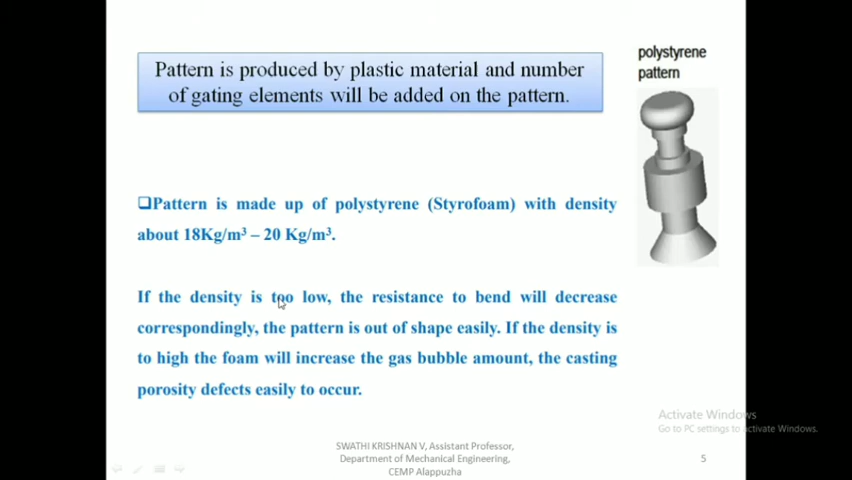 Pattern is produced by plastic material and number
of gating elements will be added on the pattern.
polystyrene
pattern
❑Pattern is made up of polystyrene (Styrofoam) with density
about 18Kg/m³ – 20 Kg/m³.
If the density is too low, the resistance to bend will decrease
correspondingly, the pattern is out of shape easily. If the density is
to high the foam will increase the gas bubble amount, the casting
porosity defects easily to occur.
Activate Windows
Go to PC settings to activate Windows.
SWATHI KRISHNAN V, Assistant Professor,
Department of Mechanical Engineering,
CEMP Alappuzha
5